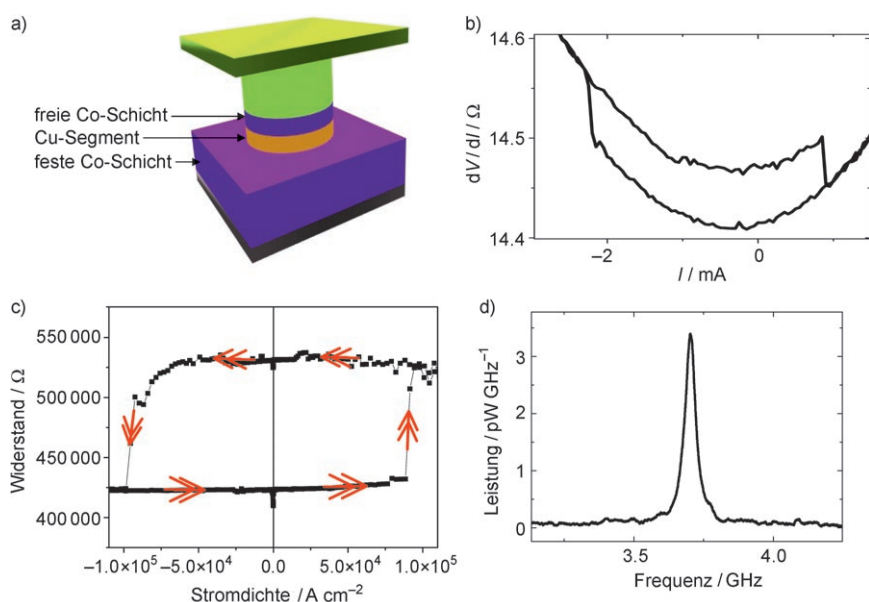 a)
freie Co-Schicht
Cu-Segment
feste Co-Schicht
b)
14.6
14.5
14.4
dV/dI / Ω
−2
0
I / mA
c)
550 000
500 000
450 000
400 000
Widerstand / Ω
−1.0×10⁵
−5.0×10⁴
0.0
5.0×10⁴
1.0×10⁵
Stromdichte / A cm⁻²
d)
4
3
2
1
0
Leistung / pW GHz⁻¹
3.5
4.0
Frequenz / GHz